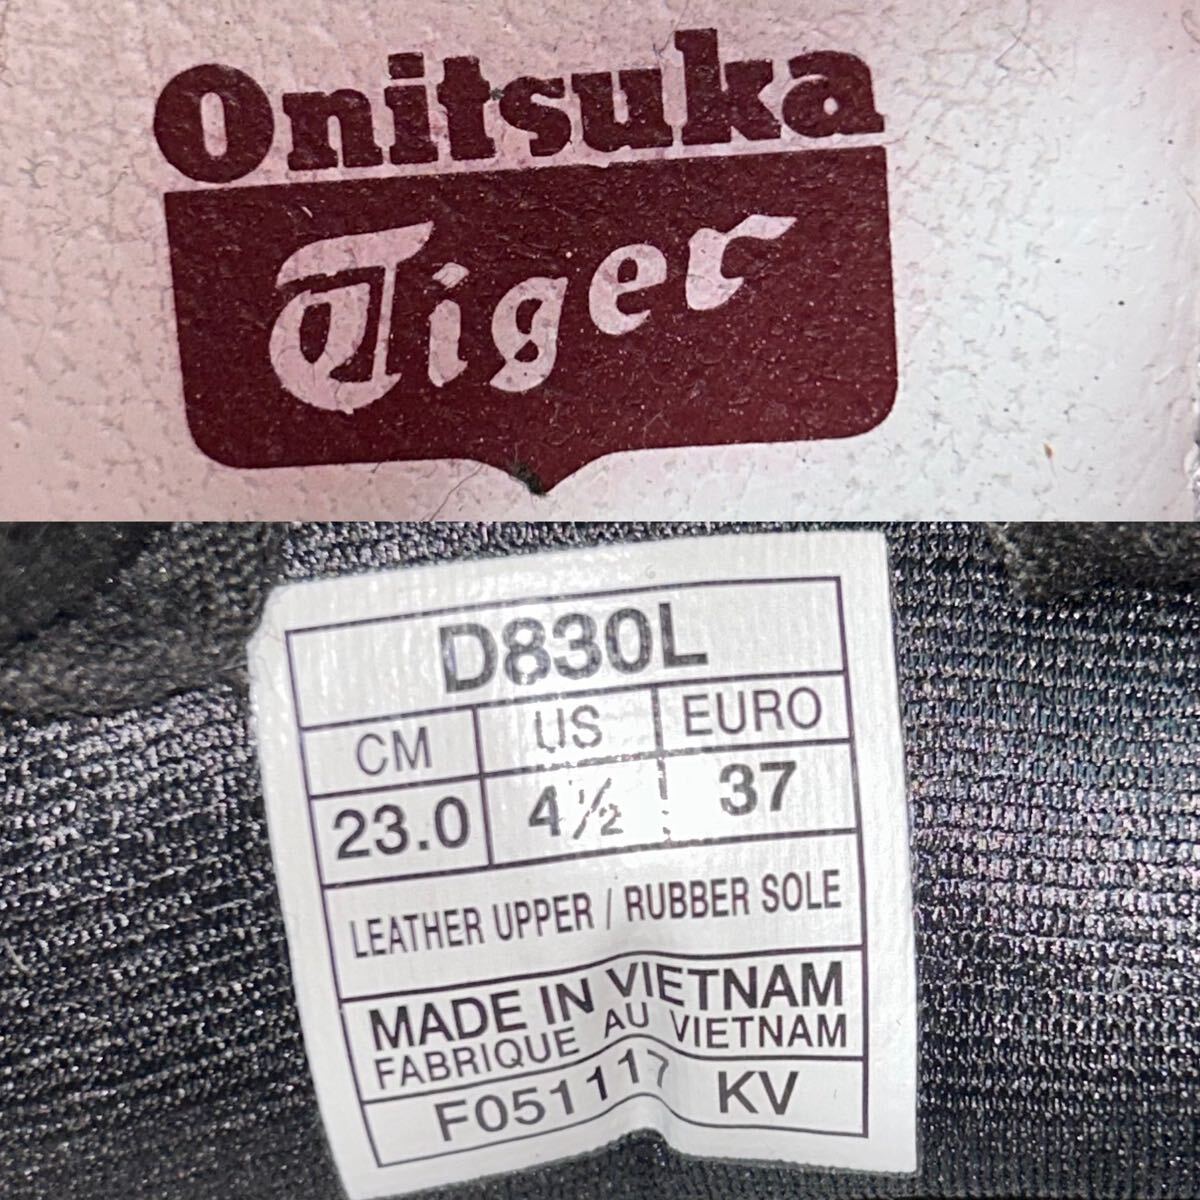 Onitsuka
Tiger
D830L
CM US EURO
23.0 4½ 37
LEATHER UPPER / RUBBER SOLE
MADE IN VIETNAM
FABRIQUE AU VIETNAM
F051117 KV